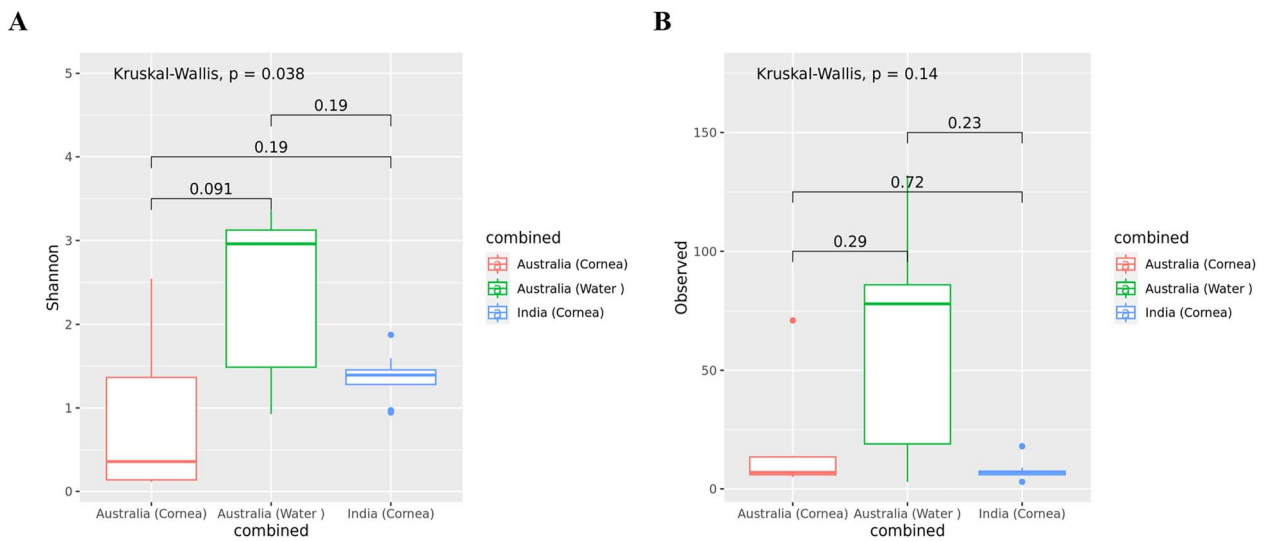 A
Kruskal-Wallis, p = 0.038
0.19
0.19
0.091
5
4
3
2
1
0
Shannon
Australia (Cornea)
Australia (Water )
India (Cornea)
combined
combined
a Australia (Cornea)
a Australia (Water )
a India (Cornea)
B
Kruskal-Wallis, p = 0.14
0.23
0.72
0.29
150
100
50
0
Observed
Australia (Cornea)
Australia (Water )
India (Cornea)
combined
combined
a Australia (Cornea)
a Australia (Water )
a India (Cornea)